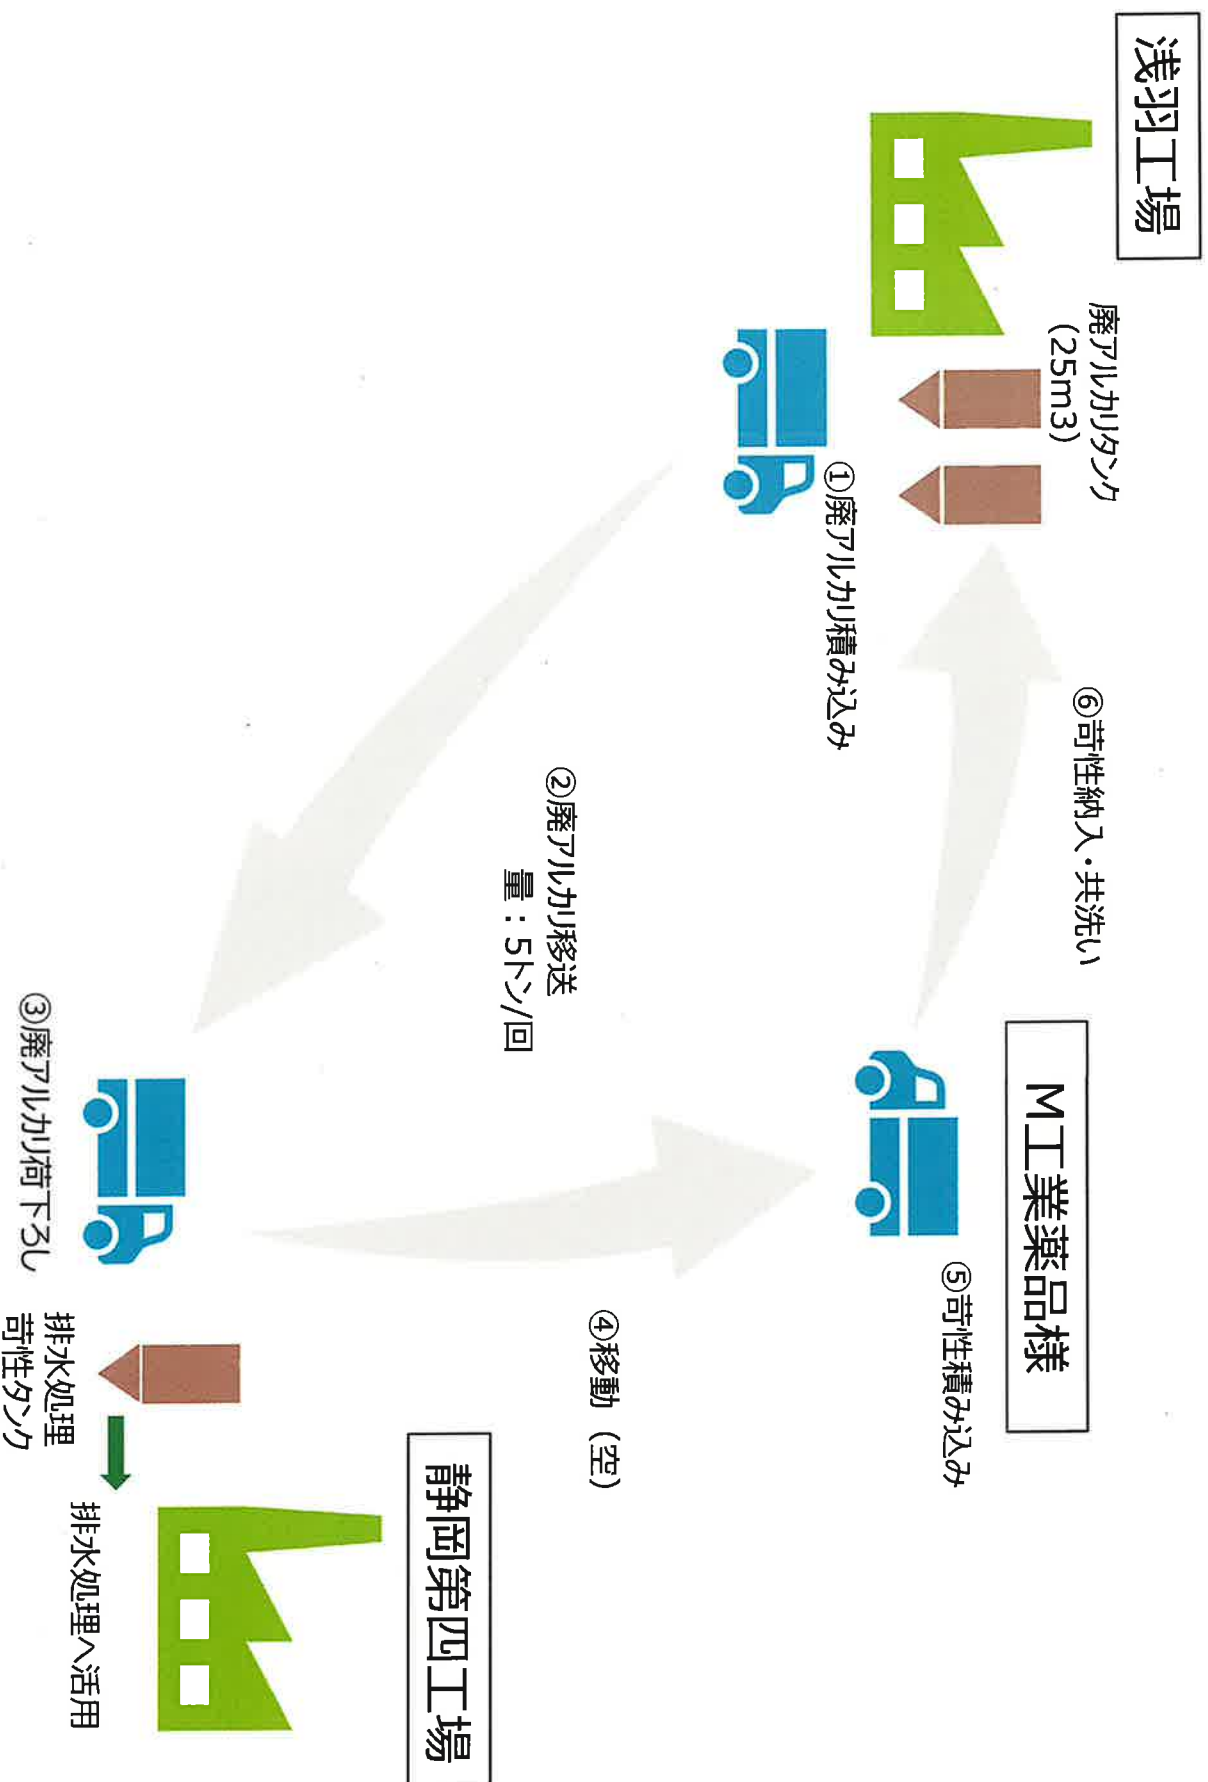 浅羽工場
廃アルカリタンク
(25m3)
①廃アルカリ積み込み
②廃アルカリ移送
量：5トン/回
③廃アルカリ荷下ろし
排水処理
苛性タンク
排水処理へ活用
静岡第四工場
④移動（空）
M工業薬品様
⑤苛性積み込み
⑥苛性納入・共洗い